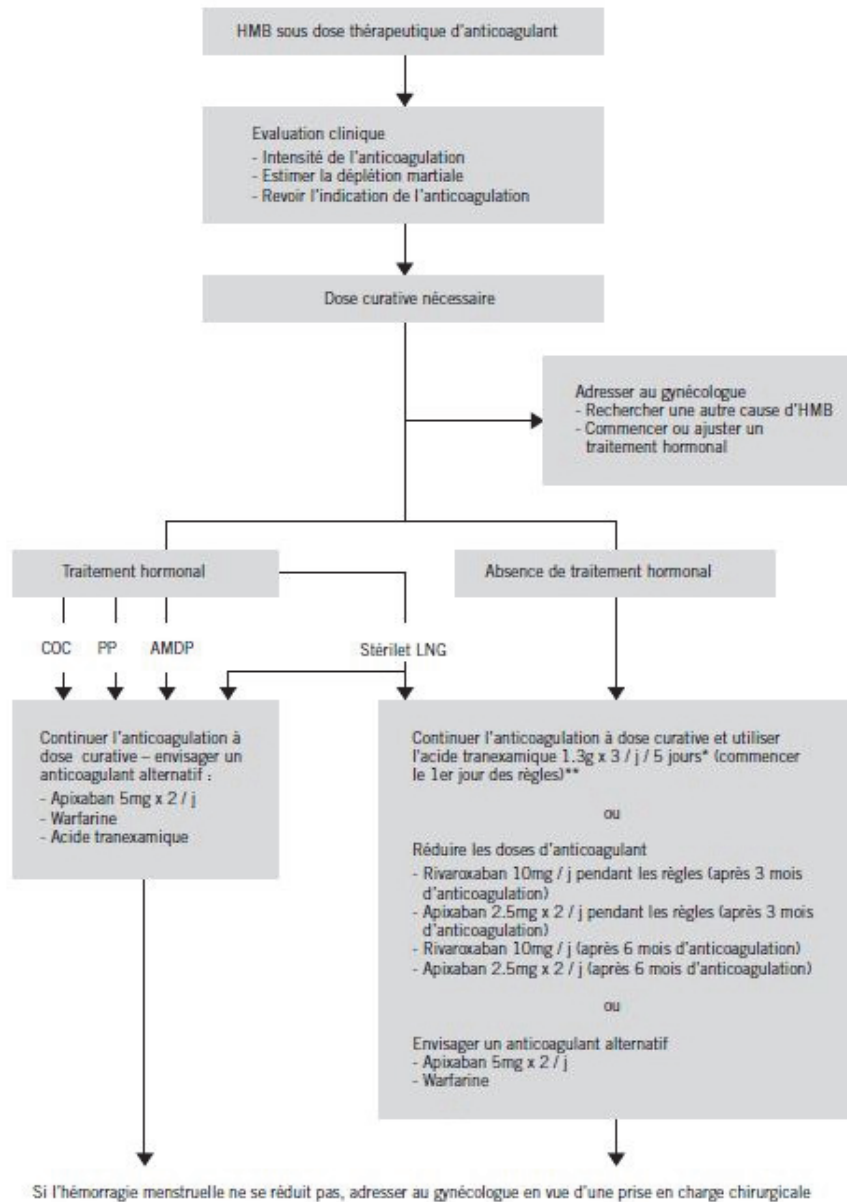 HMB sous dose thérapeutique d'anticoagulant
Evaluation clinique
- Intensité de l'anticoagulation
- Estimer la déplétion martiale
- Revoir l'indication de l'anticoagulation
Dose curative nécessaire
Adresser au gynécologue
- Rechercher une autre cause d'HMB
- Commencer ou ajuster un
traitement hormonal
Traitement hormonal
Absence de traitement hormonal
COC PP AMDP Stérilet LNG
Continuer l'anticoagulation à
dose curative – envisager un
anticoagulant alternatif :
- Apixaban 5mg x 2 / j
- Warfarine
- Acide tranexamique
Continuer l'anticoagulation à dose curative et utiliser
l'acide tranexamique 1.3g x 3 / j / 5 jours* (commencer
le 1er jour des règles)**
ou
Réduire les doses d'anticoagulant
- Rivaroxaban 10mg / j pendant les règles (après 3 mois
d'anticoagulation)
- Apixaban 2.5mg x 2 / j pendant les règles (après 3 mois
d'anticoagulation)
- Rivaroxaban 10mg / j (après 6 mois d'anticoagulation)
- Apixaban 2.5mg x 2 / j (après 6 mois d'anticoagulation)
ou
Envisager un anticoagulant alternatif
- Apixaban 5mg x 2 / j
- Warfarine
Si l'hémorragie menstruelle ne se réduit pas, adresser au gynécologue en vue d'une prise en charge chirurgicale